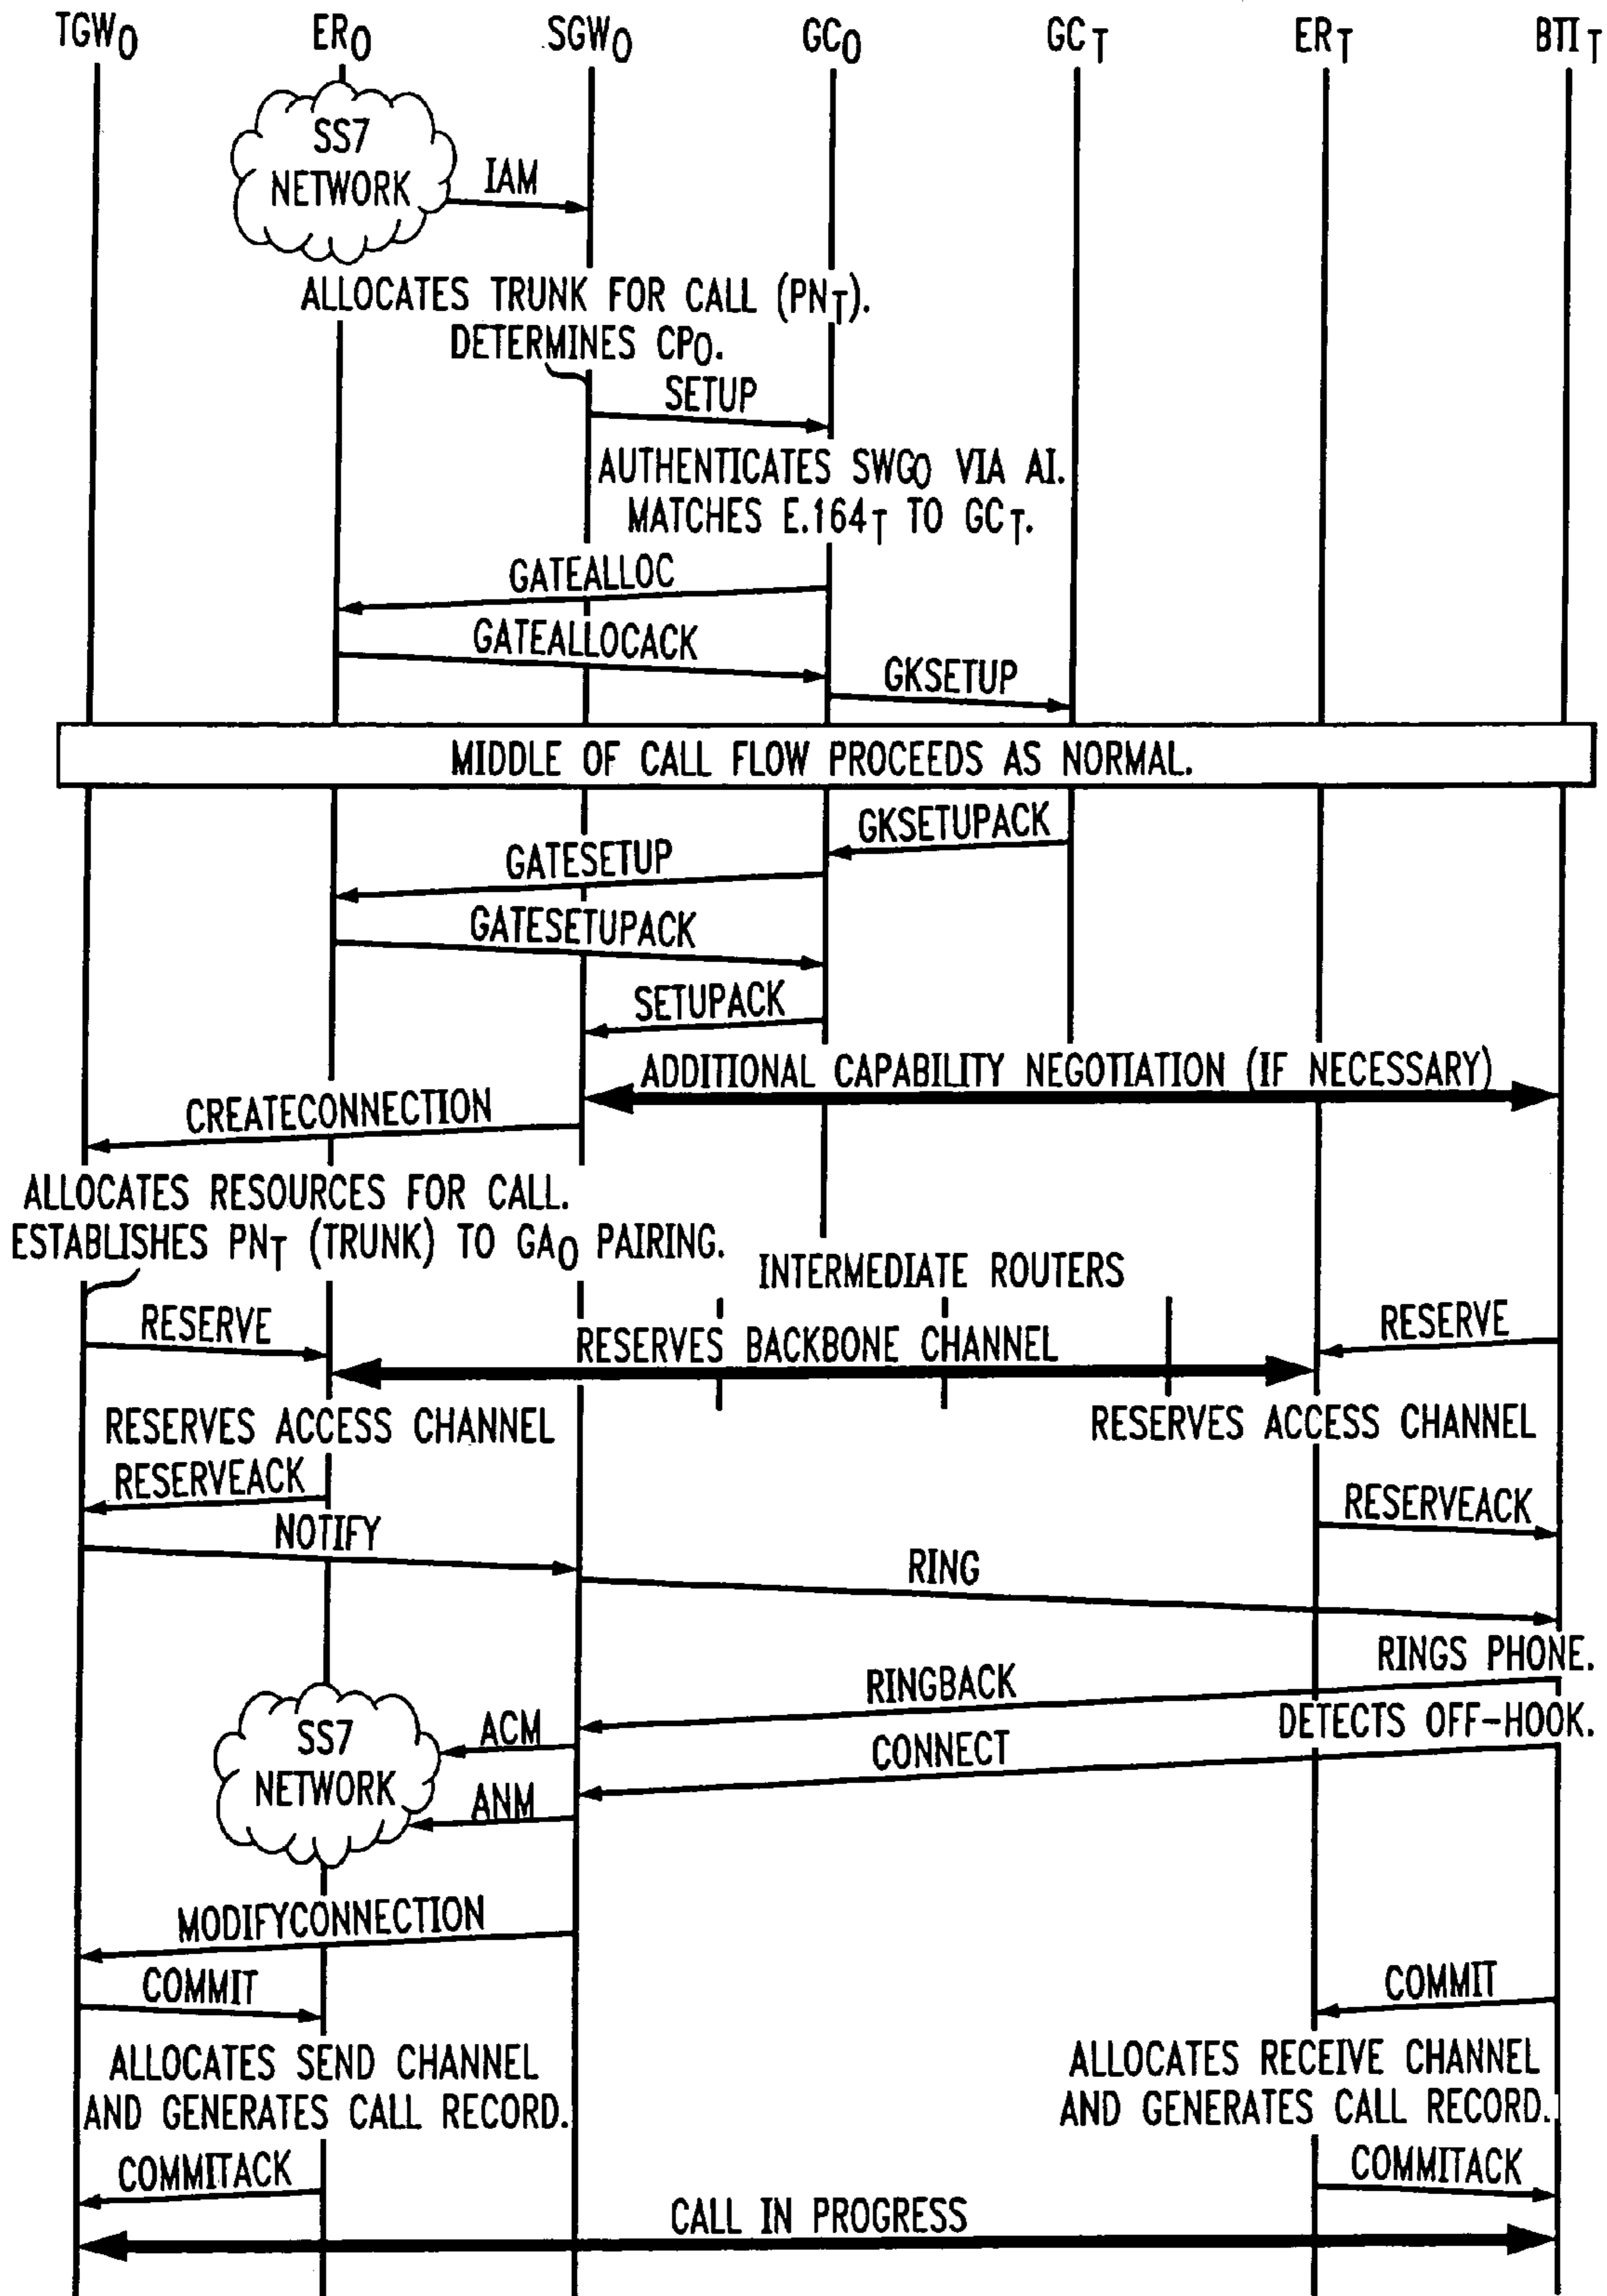 TGWO ERO SGWO GCO GCT ERT BTIT
SS7
NETWORK
IAM
ALLOCATES TRUNK FOR CALL (PNT).
DETERMINES CPO.
SETUP
AUTHENTICATES SWGO VIA AI.
MATCHES E.164T TO GCT.
GATEALLOC
GATEALLOCACK
GKSETUP
MIDDLE OF CALL FLOW PROCEEDS AS NORMAL.
GKSETUPACK
GATESETUP
GATESETUPACK
SETUPACK
ADDITIONAL CAPABILITY NEGOTIATION (IF NECESSARY)
CREATECONNECTION
ALLOCATES RESOURCES FOR CALL.
ESTABLISHES PNT (TRUNK) TO GAO PAIRING.
INTERMEDIATE ROUTERS
RESERVE
RESERVES BACKBONE CHANNEL
RESERVE
RESERVES ACCESS CHANNEL
RESERVES ACCESS CHANNEL
RESERVEACK
RESERVEACK
NOTIFY
RING
RINGS PHONE.
RINGBACK
DETECTS OFF-HOOK.
SS7
NETWORK
ACM
CONNECT
ANM
MODIFYCONNECTION
COMMIT
COMMIT
ALLOCATES SEND CHANNEL
AND GENERATES CALL RECORD.
ALLOCATES RECEIVE CHANNEL
AND GENERATES CALL RECORD.
COMMITACK
COMMITACK
CALL IN PROGRESS